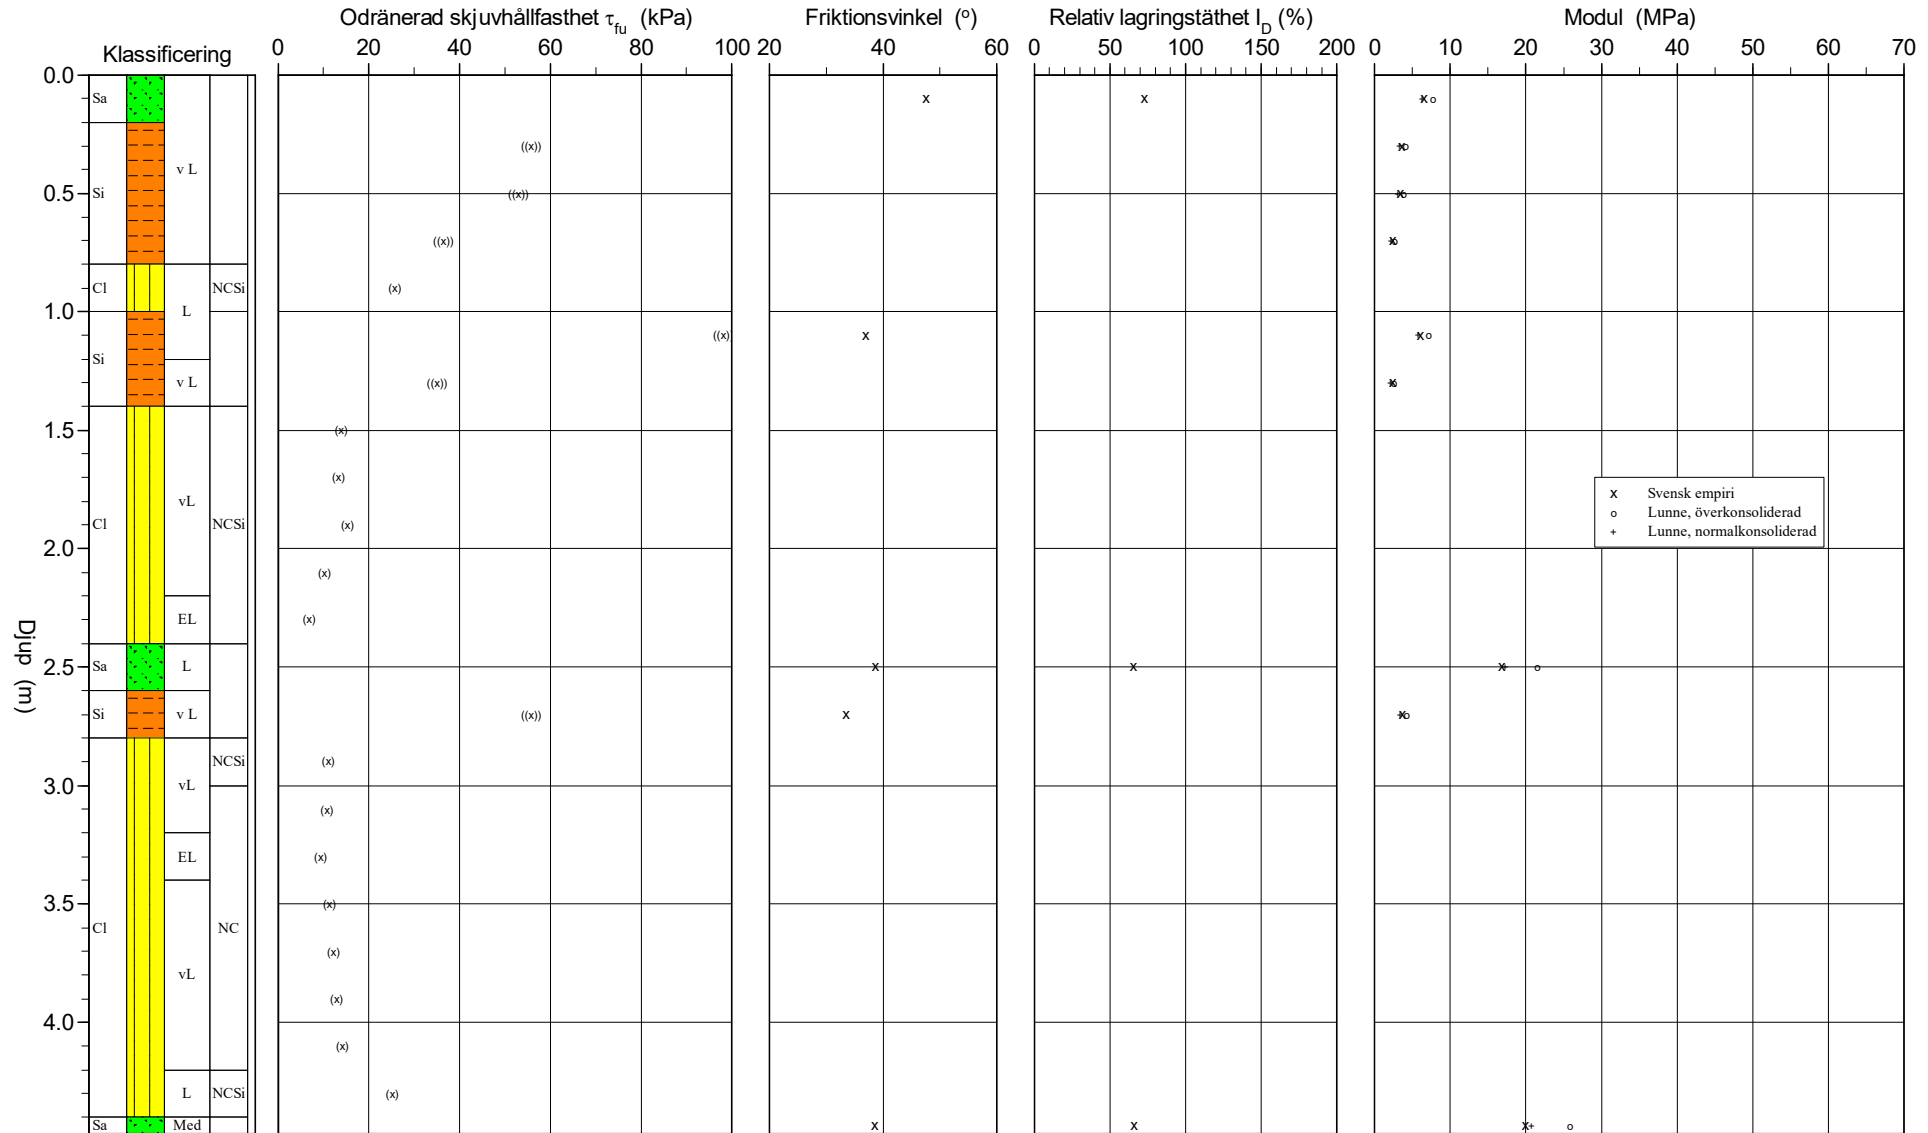 Odränerad skjuvhållfasthet τfu (kPa)
Friktionsvinkel (o)
Relativ lagringstäthet ID (%)
Modul (MPa)
Klassificering
0 20 40 60 80 100
20 40 60
0 50 100 150 200
0 10 20 30 40 50 60 70
0.0
Sa
v L
Si
0.5
Cl
NCSi
L
1.0
Si
v L
1.5
vL
Cl
NCSi
2.0
EL
Djup (m)
Sa
L
2.5
Si
v L
NCSi
vL
3.0
EL
3.5
Cl
NC
vL
4.0
L
NCSi
Sa
Med
x Svensk empiri
o Lunne, överkonsoliderad
+ Lunne, normalkonsoliderad